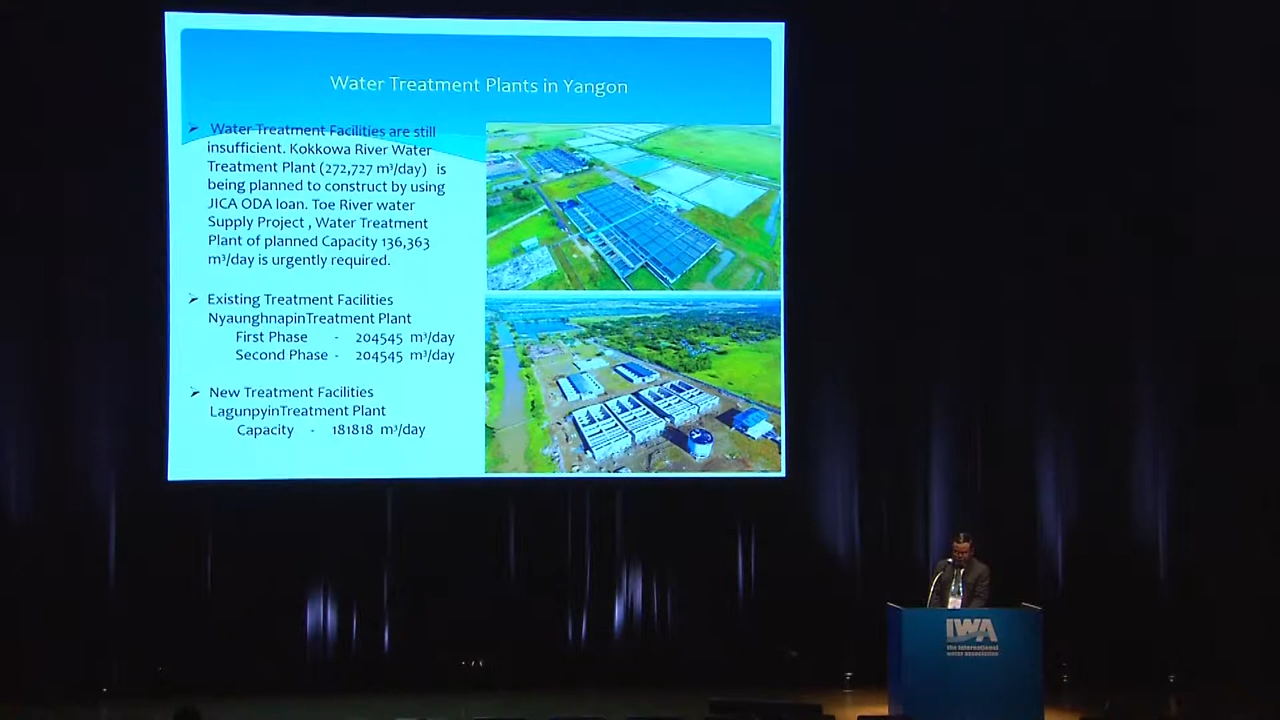 Water Treatment Plants in Yangon
➢ Water Treatment Facilities are still
insufficient. Kokkowa River Water
Treatment Plant (272,727 m³/day) is
being planned to construct by using
JICA ODA loan. Toe River water
Supply Project , Water Treatment
Plant of planned Capacity 136,363
m³/day is urgently required.
➢ Existing Treatment Facilities
NyaunghnapinTreatment Plant
First Phase - 204545 m³/day
Second Phase - 204545 m³/day
➢ New Treatment Facilities
LagunpyinTreatment Plant
Capacity - 181818 m³/day
IWA
the international
water association